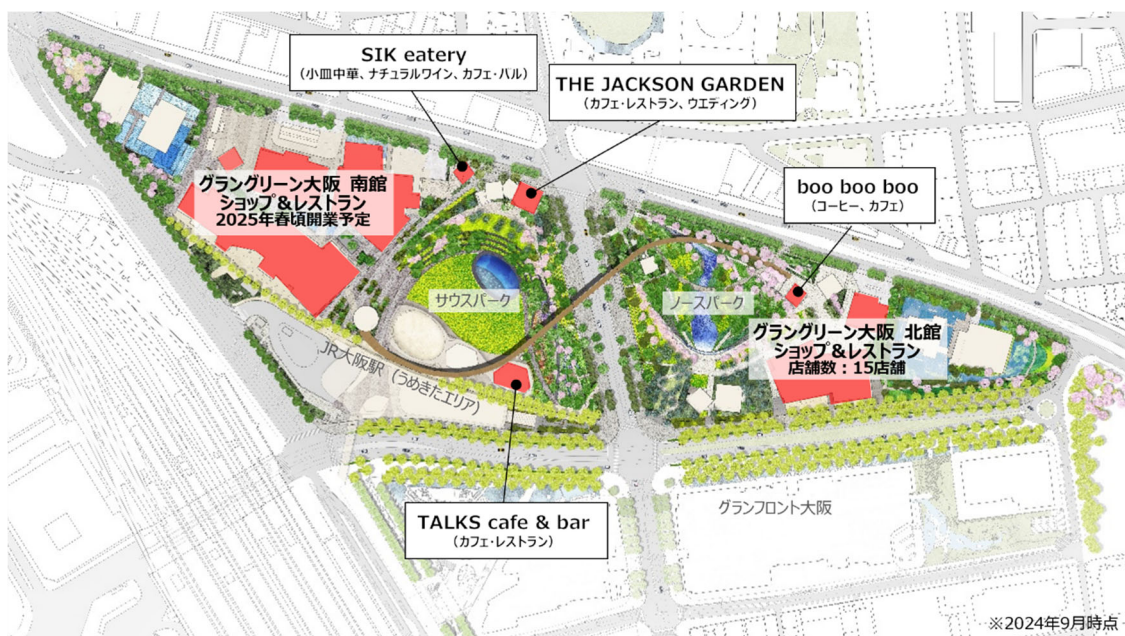 SIK eatery
(小皿中華、ナチュラルワイン、カフェ・バル)
THE JACKSON GARDEN
(カフェ・レストラン、ウエディング)
boo boo boo
(コーヒー、カフェ)
グラングリーン大阪 南館
ショップ&レストラン
2025年春頃開業予定
サウスパーク
ノースパーク
グラングリーン大阪 北館
ショップ&レストラン
店舗数:15店舗
JR大阪駅(うめきたエリア)
TALKS cafe & bar
(カフェ・レストラン)
グランフロント大阪
※2024年9月時点